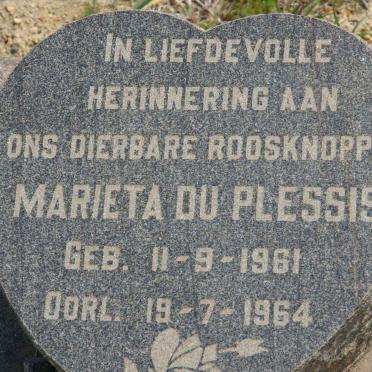 IN LIEFDEVOLLE
HERINNERING AAN
ONS DIERBARE ROOSKNOPP
MARIETA DU PLESSIS
GEB. 11-9-1961
OORL. 19-7-1964